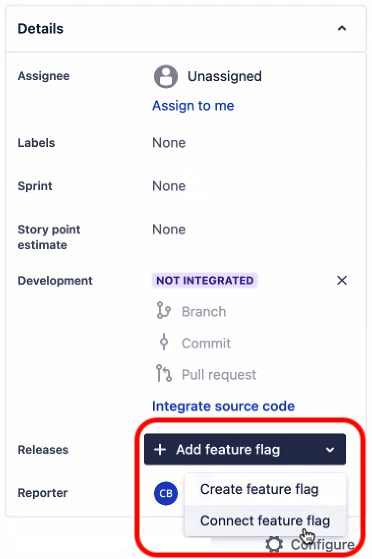 Details
Assignee
Unassigned
Assign to me
Labels
None
Sprint
None
Story point
estimate
None
Development
NOT INTEGRATED
Branch
Commit
Pull request
Integrate source code
Releases
Add feature flag
Create feature flag
Reporter
CB
Connect feature flag
Configure